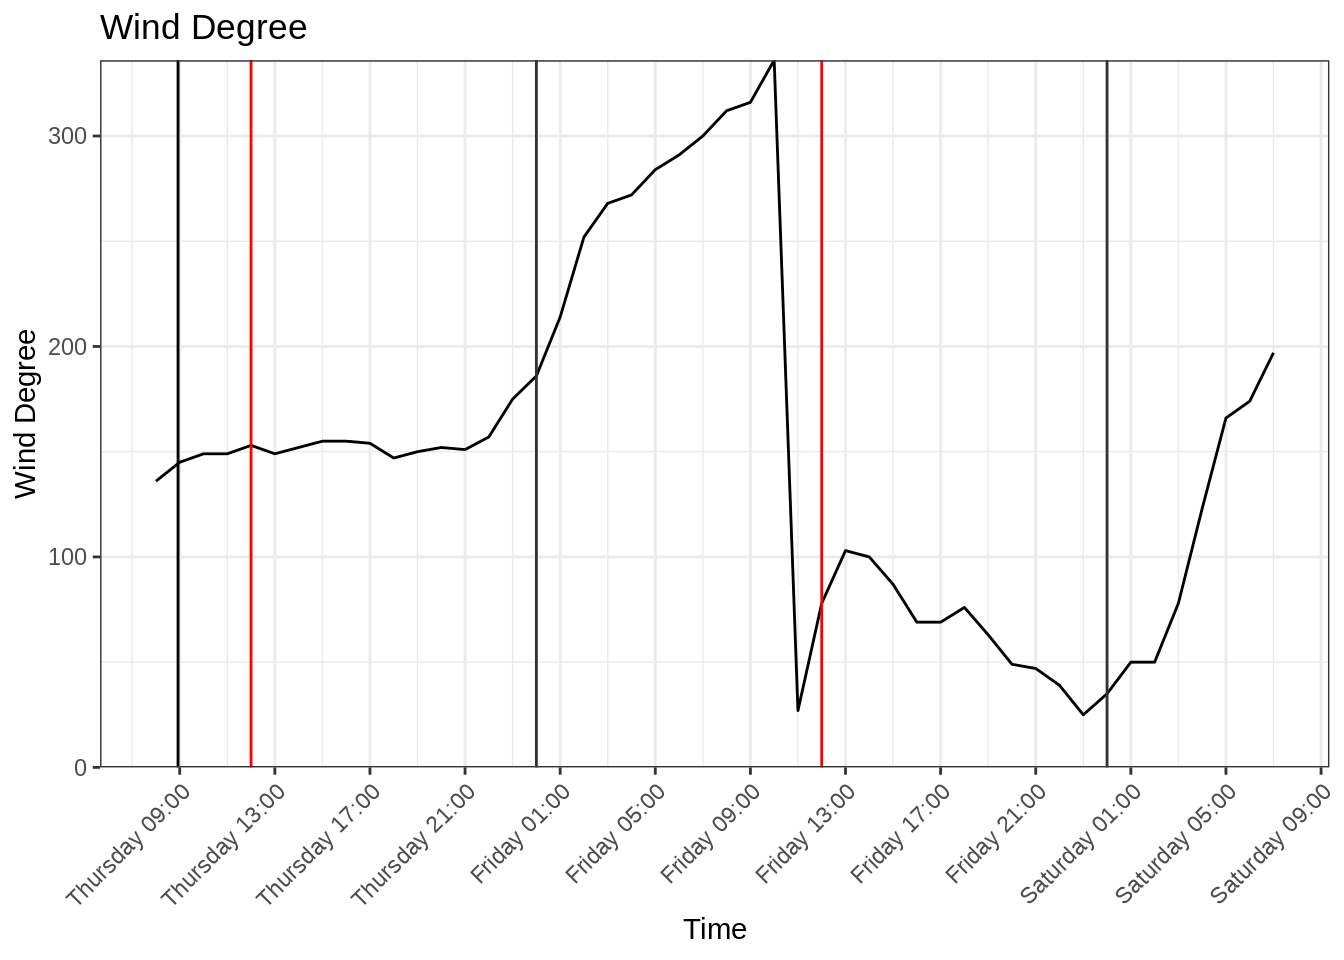 Wind Degree
Wind Degree
300
200
100
0
Thursday 09:00
Thursday 13:00
Thursday 17:00
Thursday 21:00
Friday 01:00
Friday 05:00
Friday 09:00
Friday 13:00
Friday 17:00
Friday 21:00
Saturday 01:00
Saturday 05:00
Saturday 09:00
Time